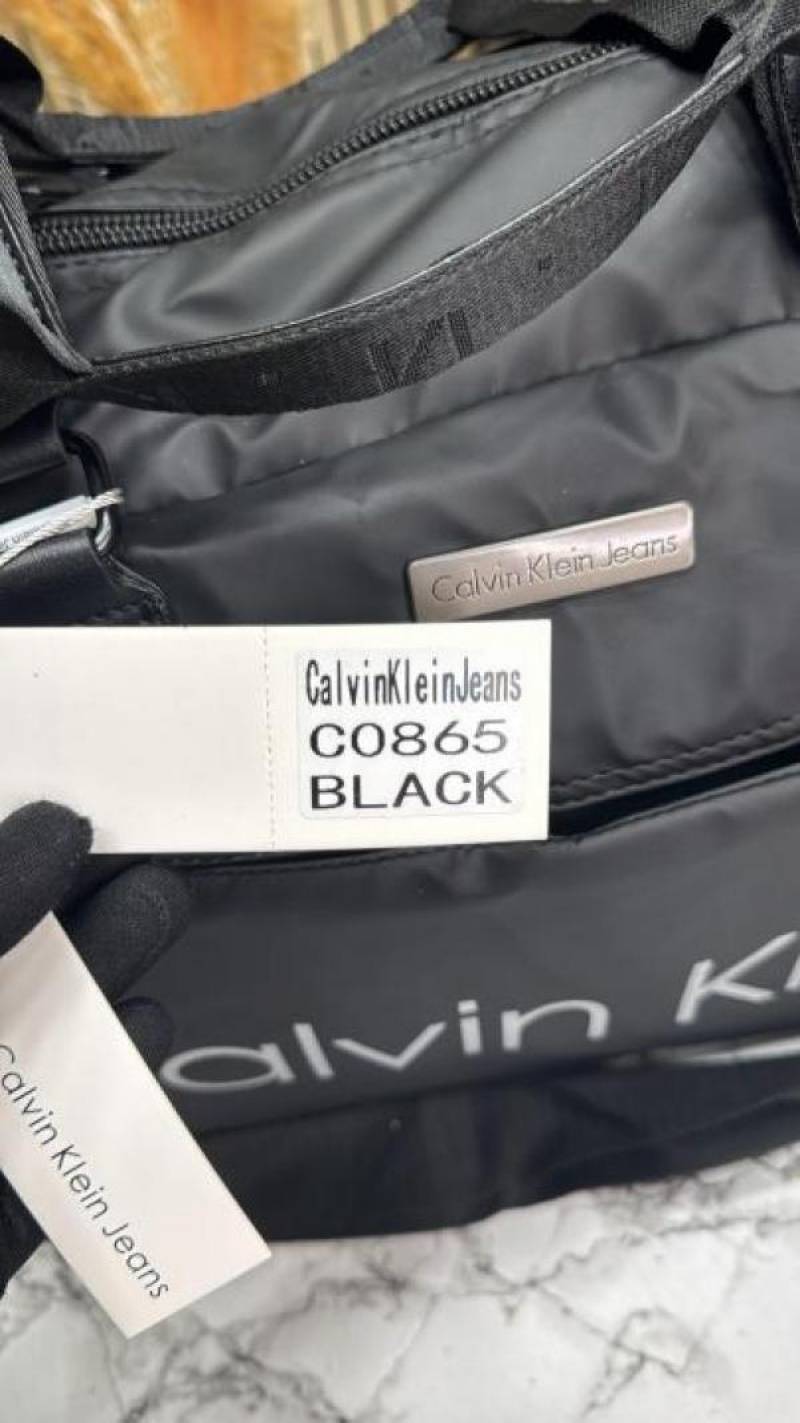 Calvin Klein Jeans
CalvinKleinJeans
C0865
BLACK
alvin Kl
Calvin Klein Jeans